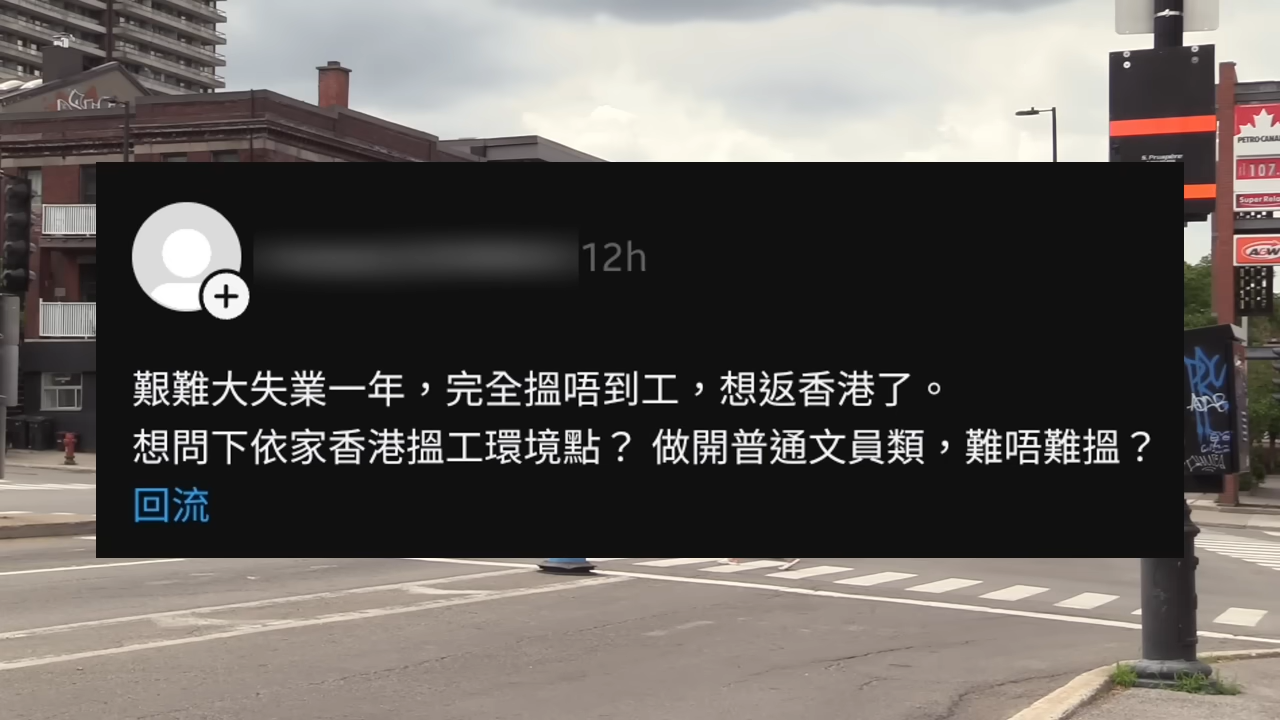 12h
艱難大失業一年，完全搵唔到工，想返香港了。
想問下依家香港搵工環境點？ 做開普通文員類，難唔難搵？
回流
PETRO-CANA
107.
A&W